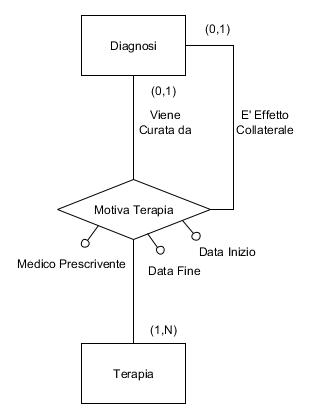 (0,1)
Diagnosi
(0,1)
Viene
Curata da
E' Effetto
Collaterale
Motiva Terapia
Medico Prescrivente
Data Fine
Data Inizio
(1,N)
Terapia